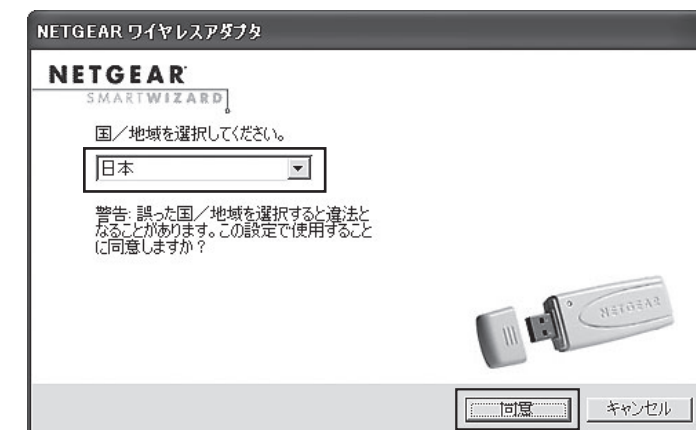 NETGEAR ワイヤレスアダプタ
NETGEAR
SMARTWIZARD
国／地域を選択してください。
日本
警告: 誤った国／地域を選択すると違法と
なることがあります。この設定で使用すること
に同意しますか？
NETGEAR
同意
キャンセル